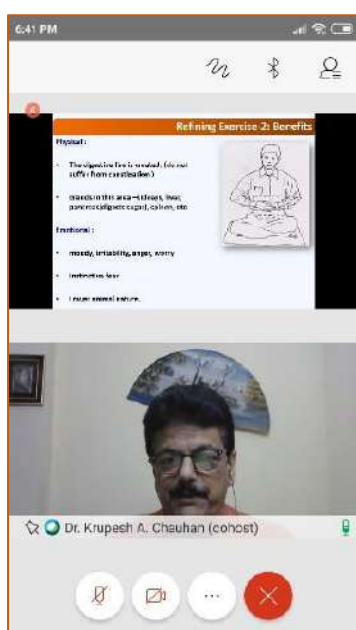 6:41 PM
Refining Exercise-2: Benefits
Physical :
• The digestive fire is created. (do not
suffer from constipation)
• Glands in this area – kidneys, liver,
pancreas(digests sugar), spleen, etc
Emotional :
• moody, irritability, anger, worry
• Instinctive fear
• Lower animal nature.
Dr. Krupesh A. Chauhan (cohost)